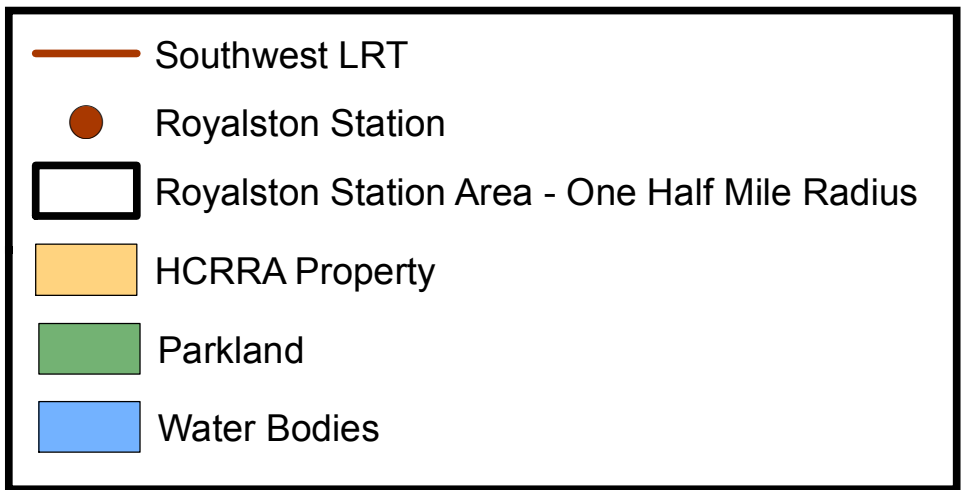 Southwest LRT
Royalston Station
Royalston Station Area - One Half Mile Radius
HCRRA Property
Parkland
Water Bodies